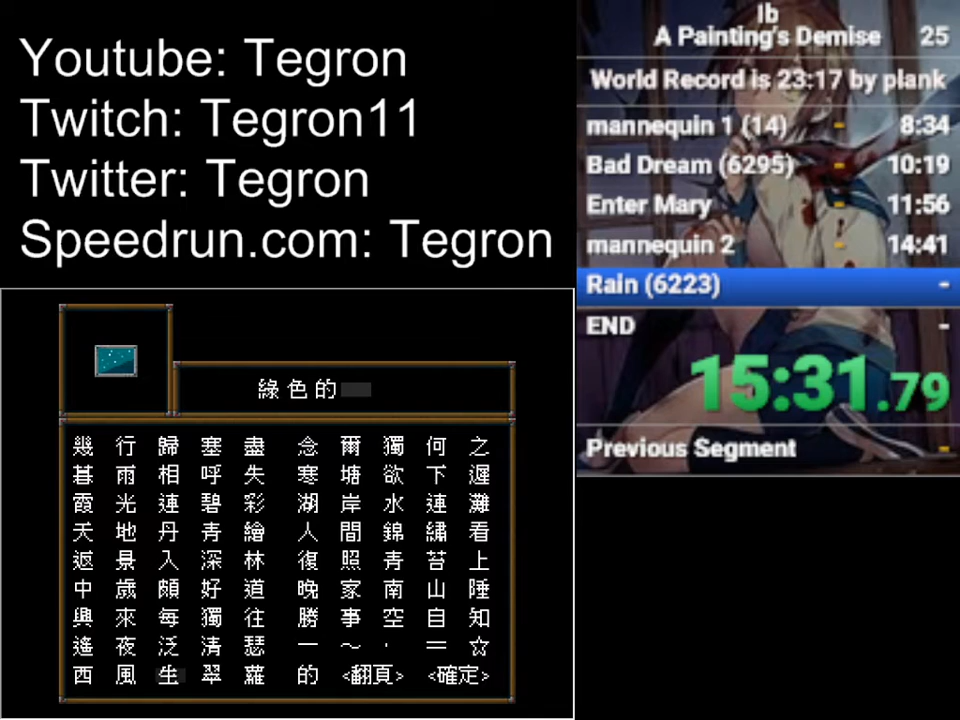 Youtube: Tegron
Twitch: Tegron11
Twitter: Tegron
Speedrun.com: Tegron
Ib
A Painting's Demise 25
World Record is 23:17 by plank
mannequin 1 (14) - 8:34
Bad Dream (6295) - 10:19
Enter Mary - 11:56
mannequin 2 - 14:41
Rain (6223) -
END -
15:31.79
Previous Segment -
綠色的
幾 行 歸 塞 盡 念 爾 獨 何 之
暮 雨 相 呼 失 寒 塘 欲 下 遲
霞 光 連 碧 彩 湖 岸 水 連 灘
天 地 丹 青 繪 人 間 錦 繡 看
返 景 入 深 林 復 照 青 苔 上
中 歲 頗 好 道 晚 家 南 山 陲
興 來 每 獨 往 勝 事 空 自 知
遙 夜 泛 清 瑟 一 ～ · ＝ ☆
西 風 生 翠 蘿 的 <翻頁> <確定>